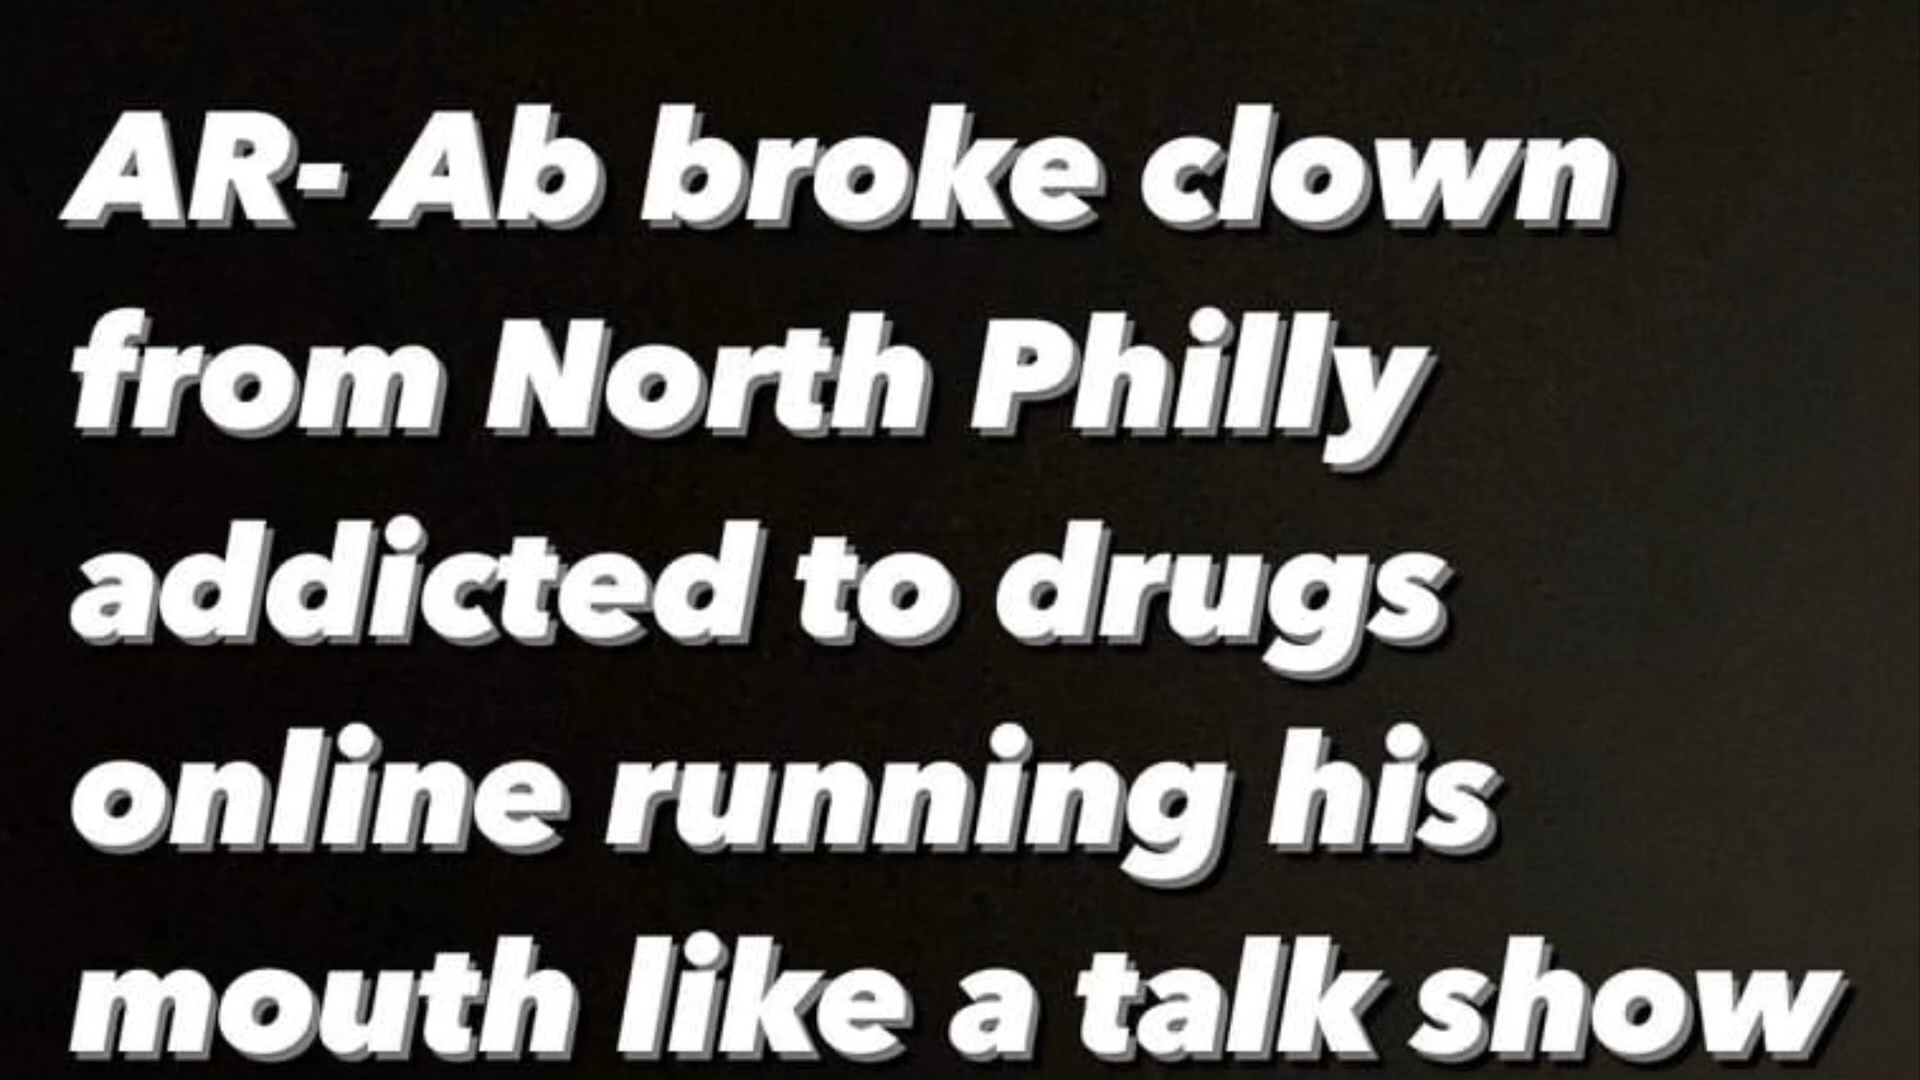 AR- Ab broke clown
from North Philly
addicted to drugs
online running his
mouth like a talk show